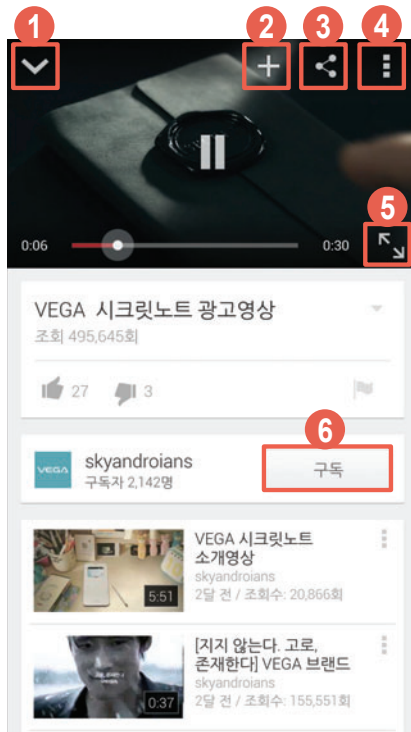 1
2
3
4
5
0:06
0:30
VEGA 시크릿노트 광고영상
조회 495,645회
27
3
6
VEGA
skyandroians
구독자 2,142명
구독
VEGA 시크릿노트
소개영상
skyandroians
2달 전 / 조회수: 20,866회
5:51
[지지 않는다. 고로,
존재한다] VEGA 브랜드
skyandroians
2달 전 / 조회수: 155,551회
0:37